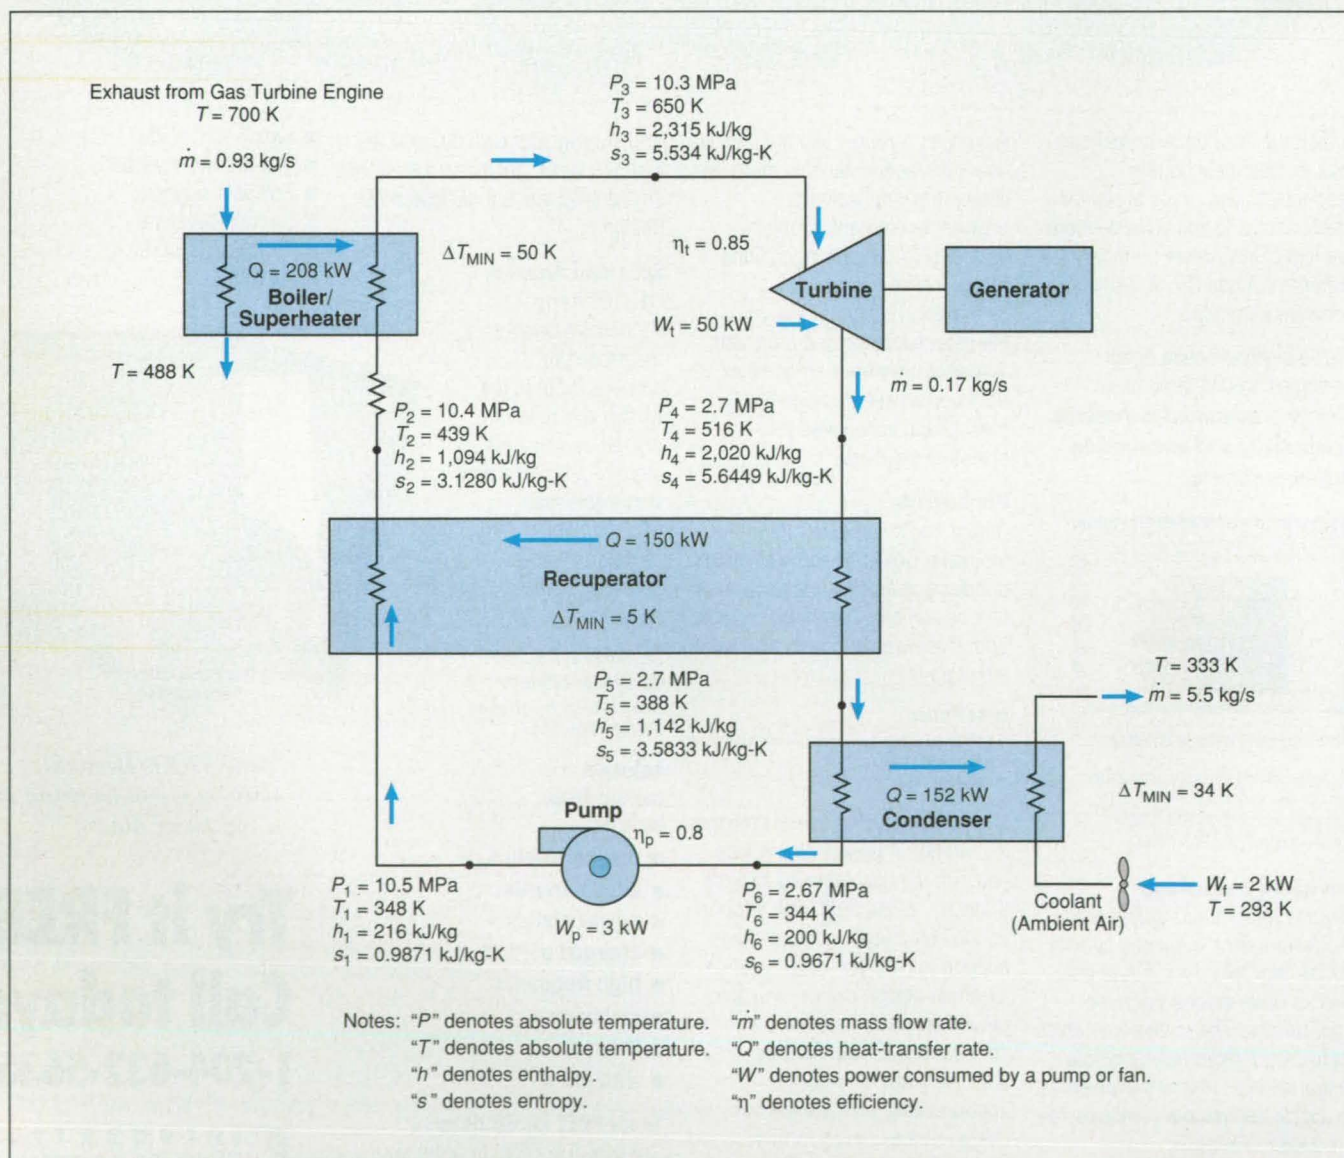 Exhaust from Gas Turbine Engine
T = 700 K
ṁ = 0.93 kg/s
P3 = 10.3 MPa
T3 = 650 K
h3 = 2,315 kJ/kg
s3 = 5.534 kJ/kg-K
Q = 208 kW
Boiler/
Superheater
ΔTMIN = 50 K
ηt = 0.85
Turbine
Generator
Wt = 50 kW
T = 488 K
ṁ = 0.17 kg/s
P2 = 10.4 MPa
T2 = 439 K
h2 = 1,094 kJ/kg
s2 = 3.1280 kJ/kg-K
P4 = 2.7 MPa
T4 = 516 K
h4 = 2,020 kJ/kg
s4 = 5.6449 kJ/kg-K
Q = 150 kW
Recuperator
ΔTMIN = 5 K
P5 = 2.7 MPa
T5 = 388 K
h5 = 1,142 kJ/kg
s5 = 3.5833 kJ/kg-K
T = 333 K
ṁ = 5.5 kg/s
Q = 152 kW
Condenser
ΔTMIN = 34 K
Pump
ηp = 0.8
Wp = 3 kW
P1 = 10.5 MPa
T1 = 348 K
h1 = 216 kJ/kg
s1 = 0.9871 kJ/kg-K
P6 = 2.67 MPa
T6 = 344 K
h6 = 200 kJ/kg
s6 = 0.9671 kJ/kg-K
Coolant
(Ambient Air)
Wf = 2 kW
T = 293 K
Notes: “P” denotes absolute temperature.
“T” denotes absolute temperature.
“h” denotes enthalpy.
“s” denotes entropy.
“ṁ” denotes mass flow rate.
“Q” denotes heat-transfer rate.
“W” denotes power consumed by a pump or fan.
“η” denotes efficiency.